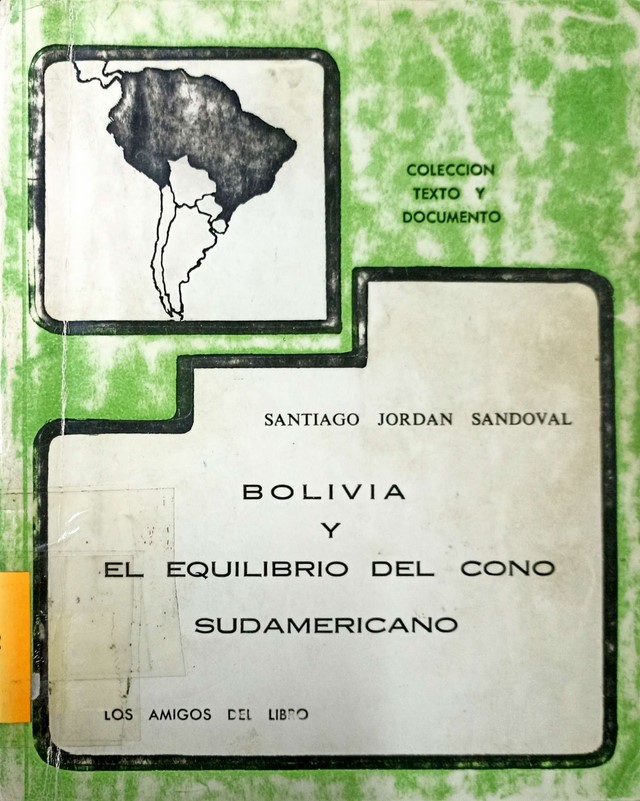 COLECCION
TEXTO Y
DOCUMENTO
SANTIAGO JORDAN SANDOVAL
BOLIVIA
Y
EL EQUILIBRIO DEL CONO
SUDAMERICANO
LOS AMIGOS DEL LIBRO